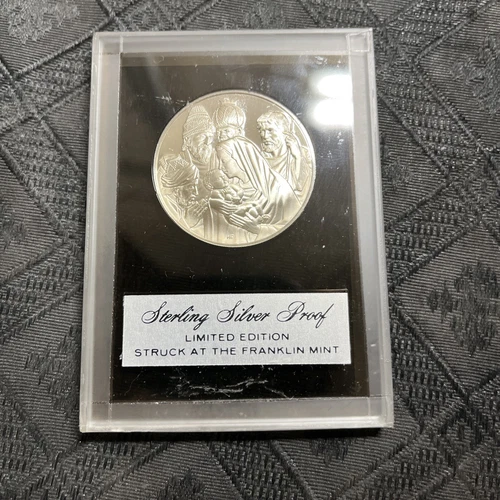 Sterling Silver Proof
LIMITED EDITION
STRUCK AT THE FRANKLIN MINT